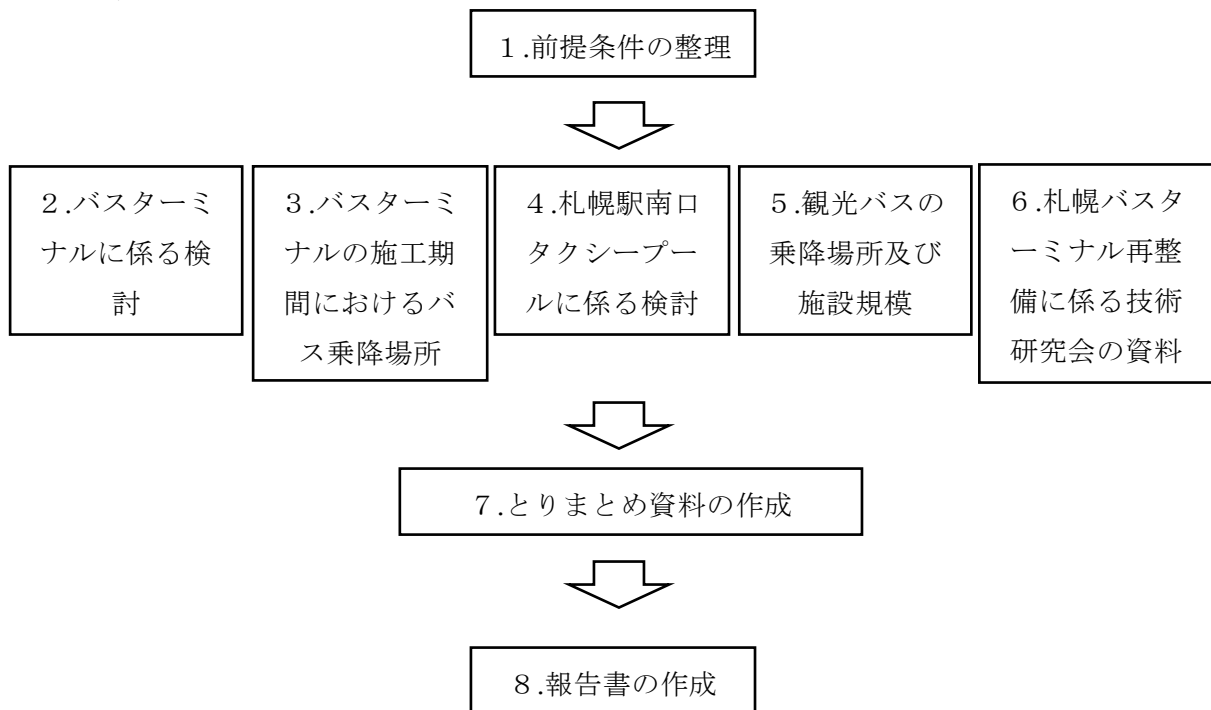 １.前提条件の整理
２.バスターミ
ナルに係る検
討
３.バスターミ
ナルの施工期
間におけるバ
ス乗降場所
４.札幌駅南口
タクシープー
ルに係る検討
５.観光バスの
乗降場所及び
施設規模
６.札幌バスタ
ーミナル再整
備に係る技術
研究会の資料
７.とりまとめ資料の作成
８.報告書の作成